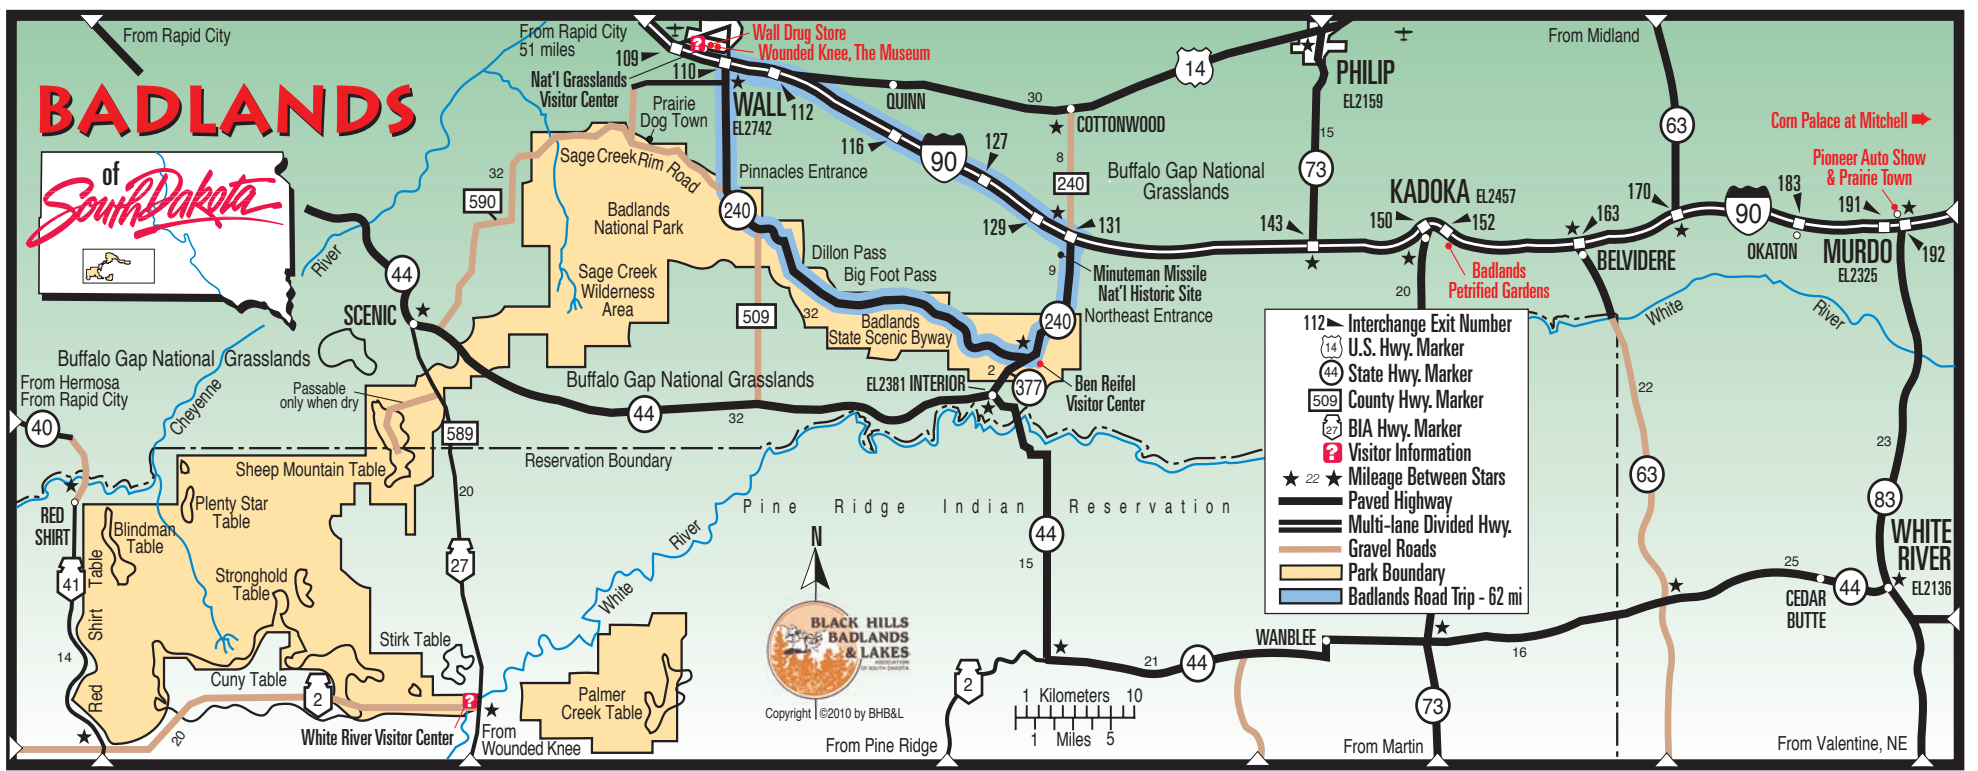 From Rapid City
BADLANDS
of
South Dakota
From Rapid City
51 miles
109
110
Wall Drug Store
Wounded Knee, The Museum
Nat'l Grasslands
Visitor Center
Prairie
Dog Town
WALL
EL2742
112
QUINN
30
14
COTTONWOOD
PHILIP
EL2159
15
73
From Midland
63
Corn Palace at Mitchell
Pioneer Auto Show
& Prairie Town
116
90
127
129
131
8
240
Buffalo Gap National
Grasslands
143
KADOKA EL2457
150
152
163
170
90
183
191
192
OKATON
MURDO
EL2325
BELVIDERE
Badlands
Petrified Gardens
20
White
River
Sage Creek Rim Road
Pinnacles Entrance
240
32
590
Badlands
National Park
Sage Creek
Wilderness
Area
Dillon Pass
Big Foot Pass
32
509
Badlands
State Scenic Byway
9
Minuteman Missile
Nat'l Historic Site
240
Northeast Entrance
River
44
SCENIC
Buffalo Gap National Grasslands
From Hermosa
From Rapid City
40
Cheyenne
Passable
only when dry
Buffalo Gap National Grasslands
44
32
EL2381 INTERIOR
2
377
Ben Reifel
Visitor Center
589
Reservation Boundary
20
Sheep Mountain Table
Plenty Star
Table
Blindman
Table
Stronghold
Table
RED
SHIRT
41
14
Red Shirt Table
27
Stirk Table
Cuny Table
2
20
White River Visitor Center
From
Wounded Knee
Palmer
Creek Table
White
River
Pine Ridge Indian Reservation
44
15
N
BLACK HILLS
BADLANDS
& LAKES
ASSOCIATION
OF SOUTH DAKOTA
Copyright ©2010 by BHB&L
From Pine Ridge
2
1 Kilometers 10
1 Miles 5
21
44
WANBLEE
16
73
From Martin
112 Interchange Exit Number
14 U.S. Hwy. Marker
44 State Hwy. Marker
509 County Hwy. Marker
27 BIA Hwy. Marker
? Visitor Information
22 Mileage Between Stars
Paved Highway
Multi-lane Divided Hwy.
Gravel Roads
Park Boundary
Badlands Road Trip - 62 mi
22
63
23
83
WHITE
RIVER
EL2136
25
CEDAR
BUTTE
44
From Valentine, NE